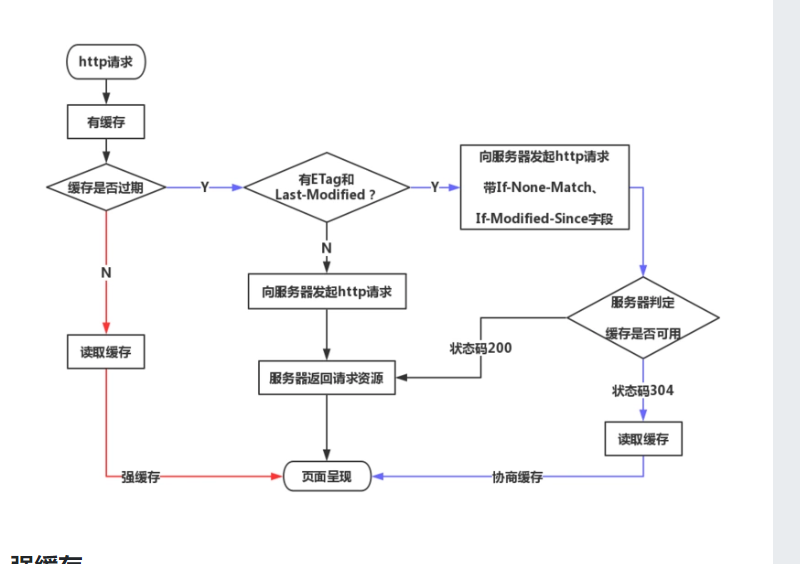 http请求
有缓存
缓存是否过期
Y
有ETag和
Last-Modified ?
Y
向服务器发起http请求
带If-None-Match、
If-Modified-Since字段
N
N
向服务器发起http请求
服务器判定
缓存是否可用
读取缓存
状态码200
服务器返回请求资源
状态码304
读取缓存
强缓存
页面呈现
协商缓存
强缓存